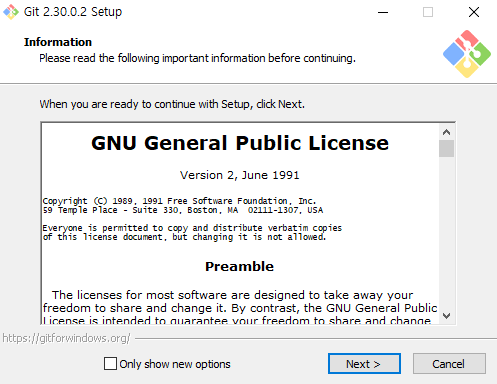 Git 2.30.0.2 Setup
Information
Please read the following important information before continuing.
When you are ready to continue with Setup, click Next.
GNU General Public License
Version 2, June 1991
Copyright (C) 1989, 1991 Free Software Foundation, Inc.
59 Temple Place - Suite 330, Boston, MA  02111-1307, USA
Everyone is permitted to copy and distribute verbatim copies
of this license document, but changing it is not allowed.
Preamble
The licenses for most software are designed to take away your
freedom to share and change it. By contrast, the GNU General Public
License is intended to guarantee your freedom to share and change
https://gitforwindows.org/
Only show new options
Next >
Cancel